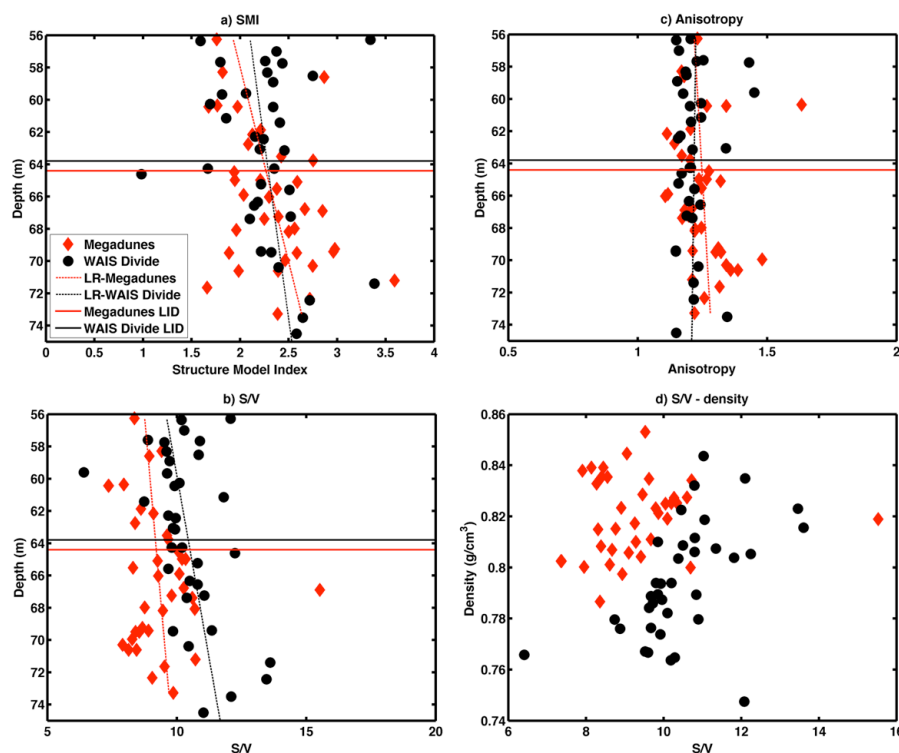 a) SMI
56
58
60
62
64
66
68
70
72
74
Depth (m)
Megadunes
WAIS Divide
LR-Megadunes
LR-WAIS Divide
Megadunes LID
WAIS Divide LID
0 0.5 1 1.5 2 2.5 3 3.5 4
Structure Model Index
c) Anisotropy
56
58
60
62
64
66
68
70
72
74
Depth (m)
0.5 1 1.5 2
Anisotropy
b) S/V
56
58
60
62
64
66
68
70
72
74
Depth (m)
5 10 15 20
S/V
d) S/V - density
0.86
0.84
0.82
0.8
0.78
0.76
0.74
Density (g/cm³)
6 8 10 12 14 16
S/V